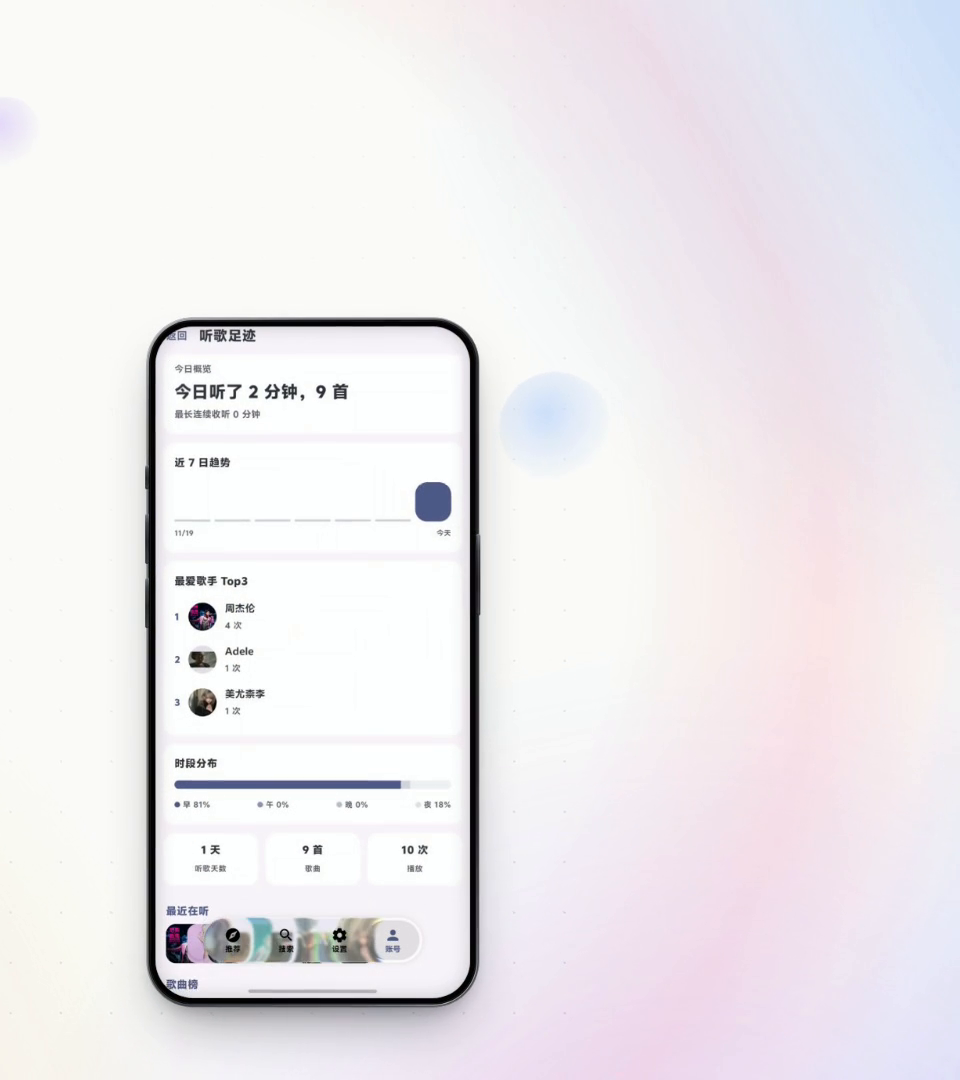 返回 听歌足迹
今日概览
今日听了 2 分钟，9 首
最长连续收听 0 分钟
近 7 日趋势
11/19 今天
最爱歌手 Top3
1 周杰伦
4 次
2 Adele
1 次
3 美尤柰李
1 次
时段分布
早 81% 午 0% 晚 0% 夜 18%
1 天 9 首 10 次
听歌天数 歌曲 播放
最近在听
推荐 搜索 设置 账号
歌曲榜